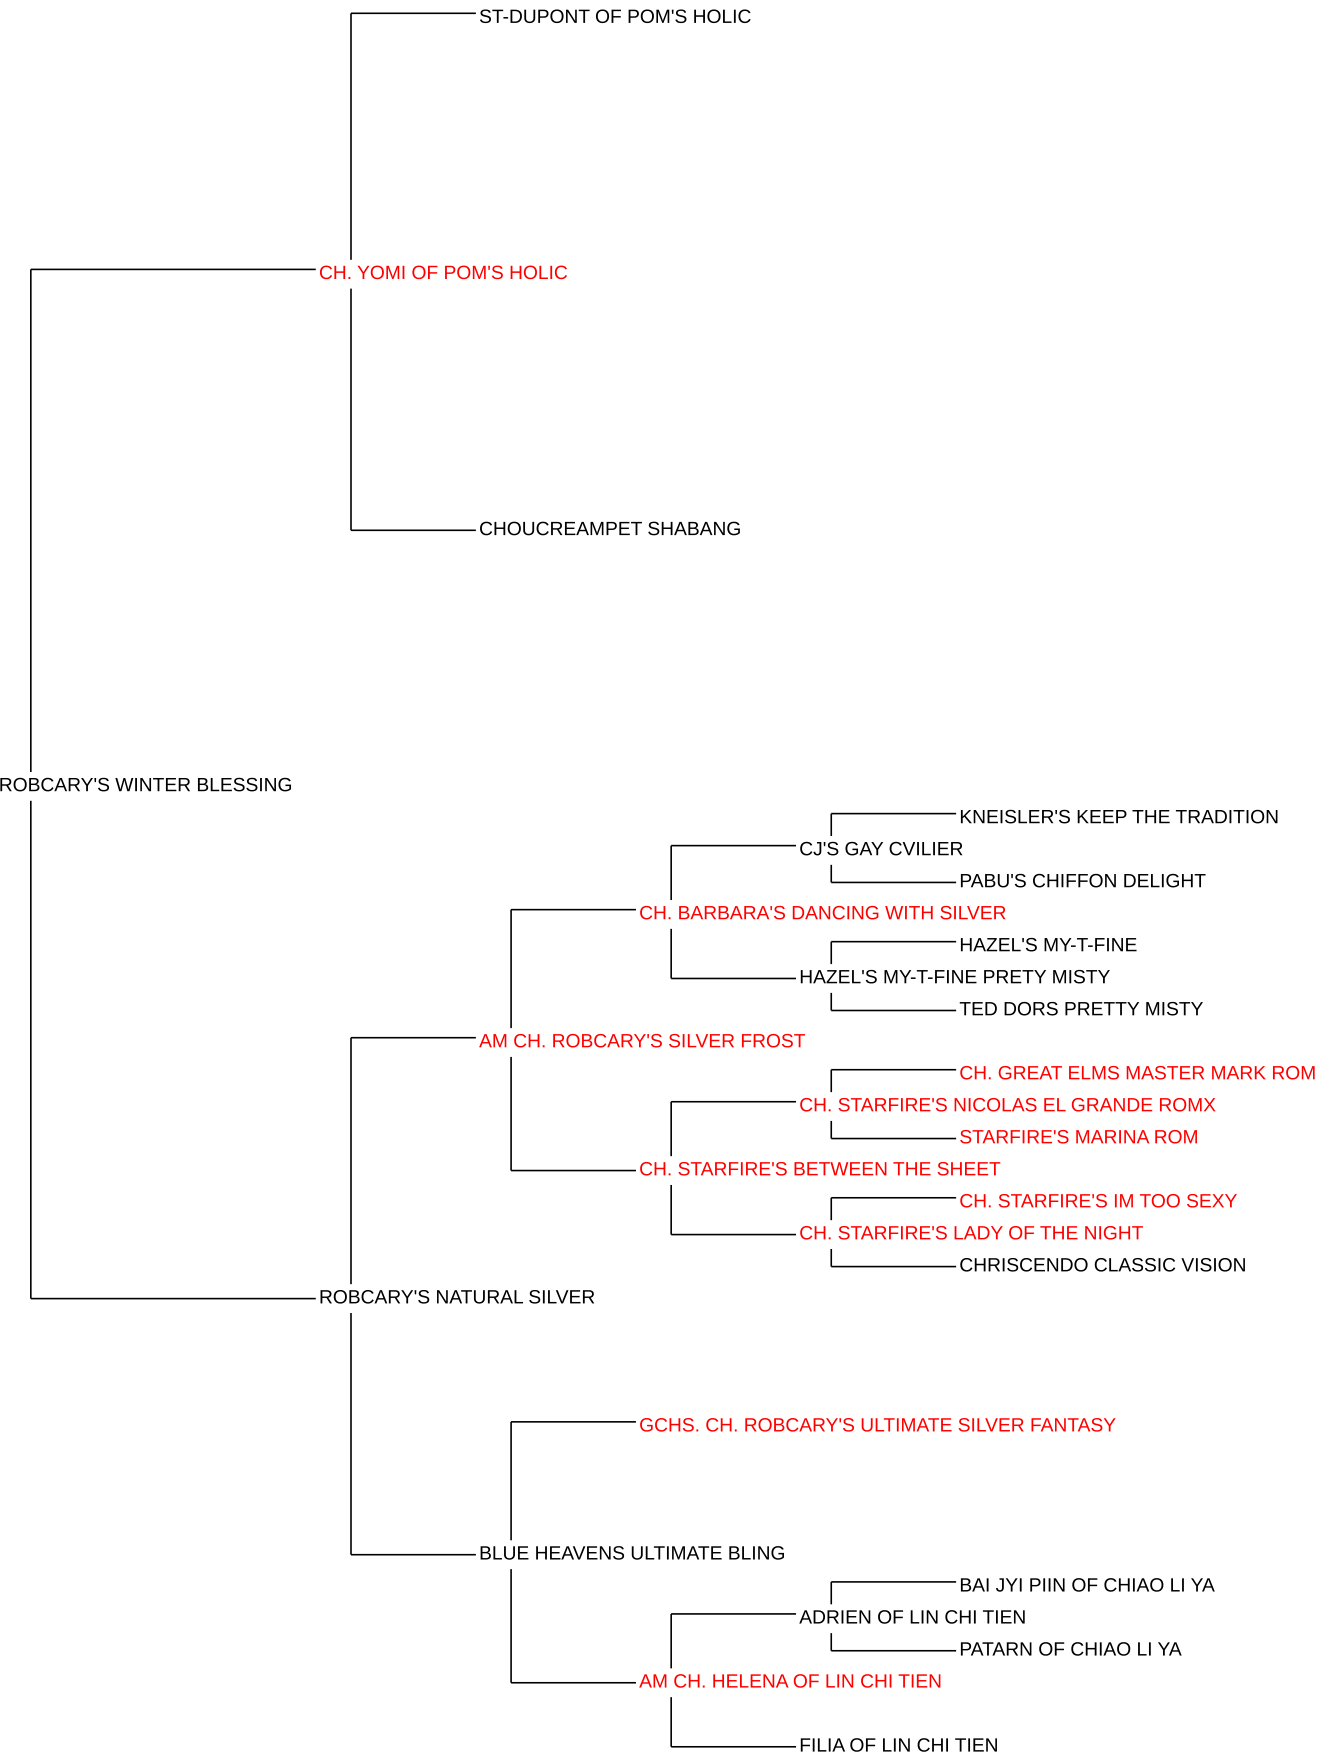 ST-DUPONT OF POM'S HOLIC
CH. YOMI OF POM'S HOLIC
CHOUCREAMPET SHABANG
ROBCARY'S WINTER BLESSING
KNEISLER'S KEEP THE TRADITION
CJ'S GAY CVILIER
PABU'S CHIFFON DELIGHT
CH. BARBARA'S DANCING WITH SILVER
HAZEL'S MY-T-FINE
HAZEL'S MY-T-FINE PRETY MISTY
TED DORS PRETTY MISTY
AM CH. ROBCARY'S SILVER FROST
CH. GREAT ELMS MASTER MARK ROM
CH. STARFIRE'S NICOLAS EL GRANDE ROMX
STARFIRE'S MARINA ROM
CH. STARFIRE'S BETWEEN THE SHEET
CH. STARFIRE'S IM TOO SEXY
CH. STARFIRE'S LADY OF THE NIGHT
CHRISCENDO CLASSIC VISION
ROBCARY'S NATURAL SILVER
GCHS. CH. ROBCARY'S ULTIMATE SILVER FANTASY
BLUE HEAVENS ULTIMATE BLING
BAI JYI PIIN OF CHIAO LI YA
ADRIEN OF LIN CHI TIEN
PATARN OF CHIAO LI YA
AM CH. HELENA OF LIN CHI TIEN
FILIA OF LIN CHI TIEN